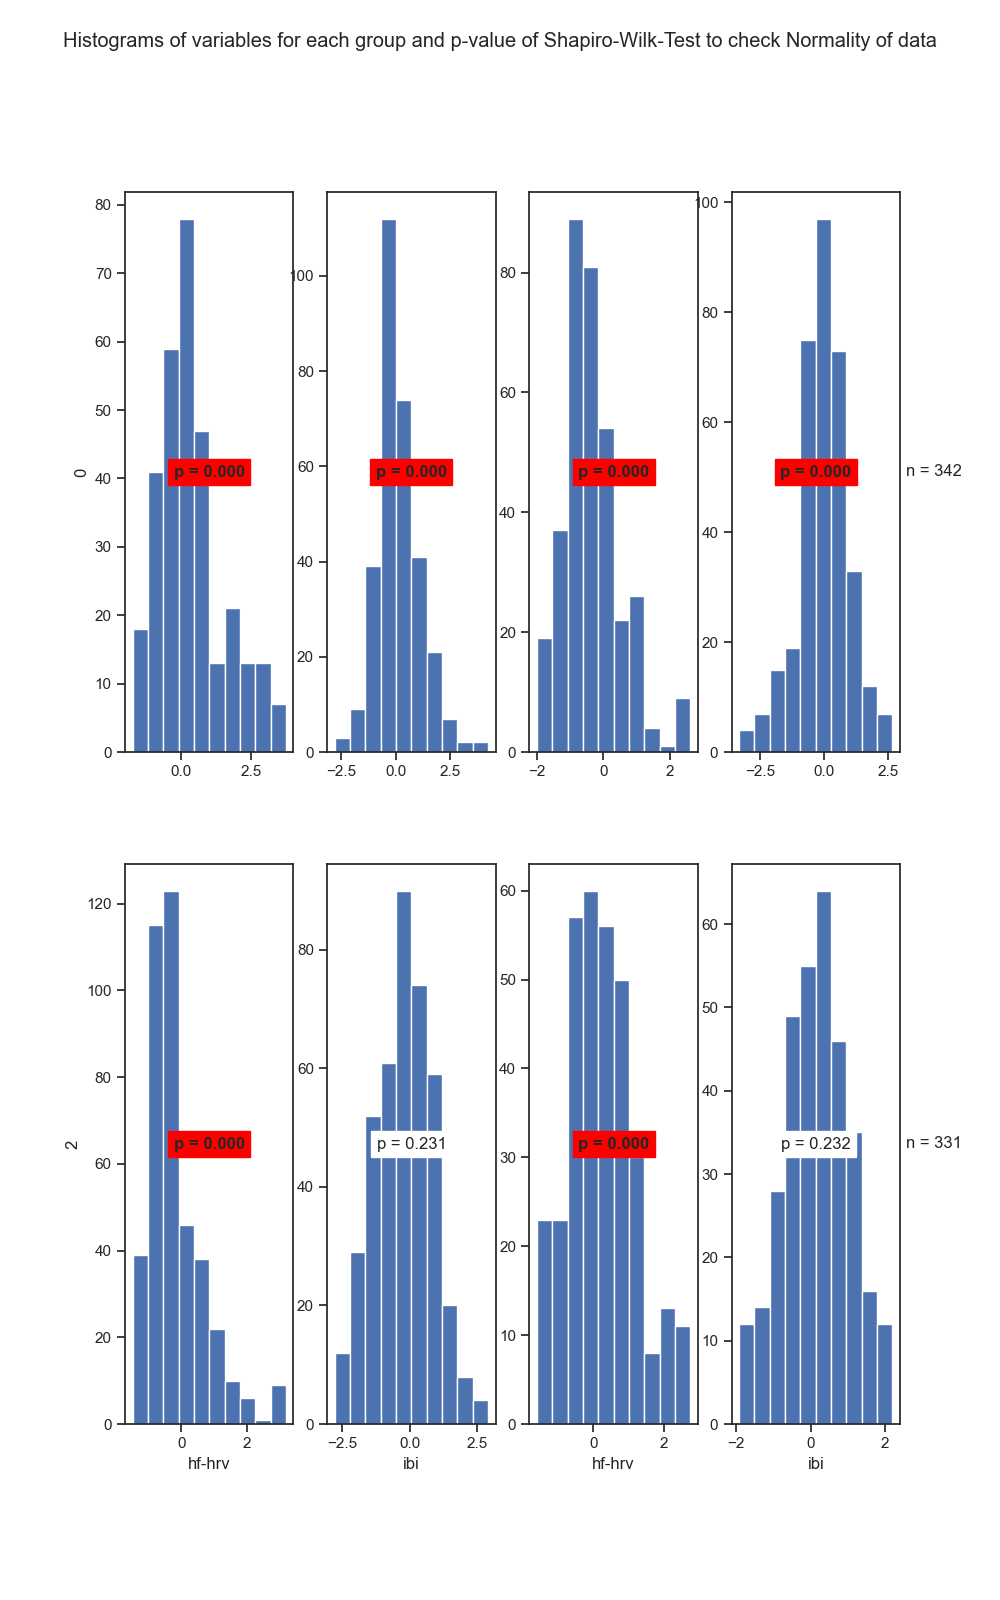 Histograms of variables for each group and p-value of Shapiro-Wilk-Test to check Normality of data
80
70
60
50
40
30
20
10
0
0
p = 0.000
0.0 2.5
100
80
60
40
20
0
p = 0.000
−2.5 0.0 2.5
80
60
40
20
0
p = 0.000
−2 0 2
100
80
60
40
20
0
p = 0.000
−2.5 0.0 2.5
n = 342
120
100
80
60
40
20
0
2
p = 0.000
0 2
hf-hrv
80
60
40
20
0
p = 0.231
−2.5 0.0 2.5
ibi
60
50
40
30
20
10
0
p = 0.000
0 2
hf-hrv
60
50
40
30
20
10
0
p = 0.232
−2 0 2
ibi
n = 331